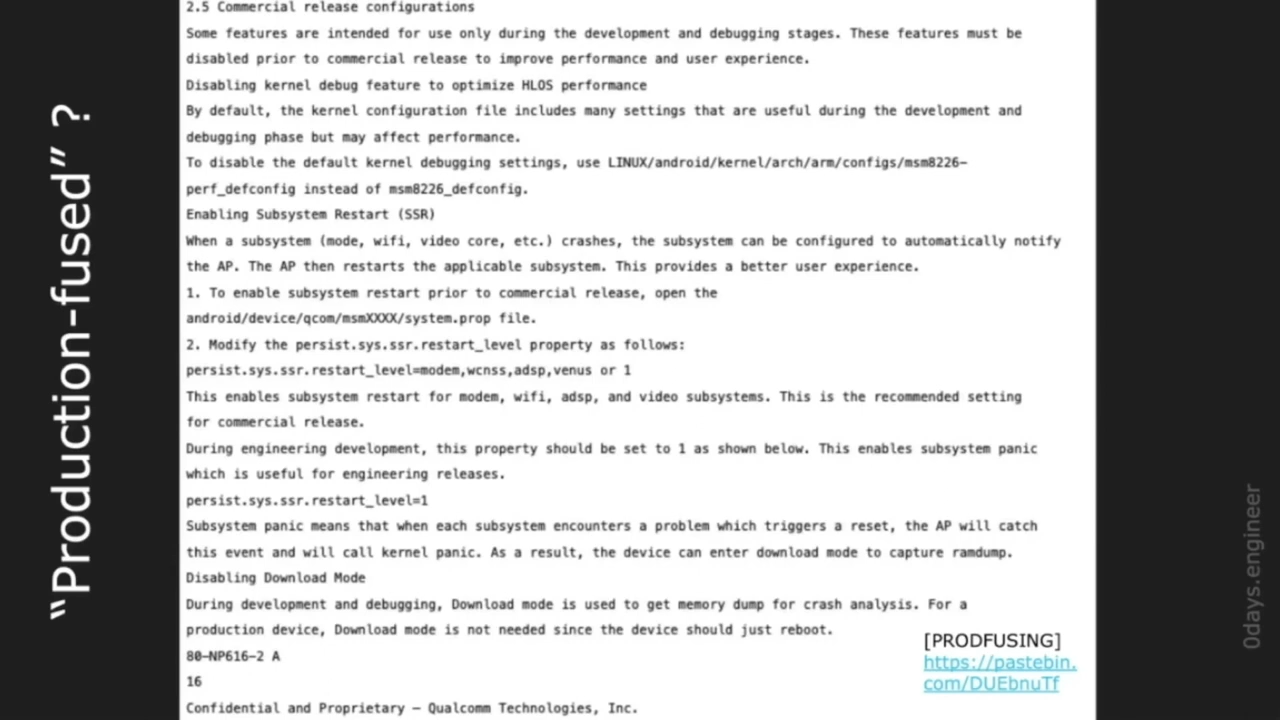 “Production-fused” ?
2.5 Commercial release configurations
Some features are intended for use only during the development and debugging stages. These features must be
disabled prior to commercial release to improve performance and user experience.
Disabling kernel debug feature to optimize HLOS performance
By default, the kernel configuration file includes many settings that are useful during the development and
debugging phase but may affect performance.
To disable the default kernel debugging settings, use LINUX/android/kernel/arch/arm/configs/msm8226-
perf_defconfig instead of msm8226_defconfig.
Enabling Subsystem Restart (SSR)
When a subsystem (mode, wifi, video core, etc.) crashes, the subsystem can be configured to automatically notify
the AP. The AP then restarts the applicable subsystem. This provides a better user experience.
1. To enable subsystem restart prior to commercial release, open the
android/device/qcom/msmXXXX/system.prop file.
2. Modify the persist.sys.ssr.restart_level property as follows:
persist.sys.ssr.restart_level=modem,wcnss,adsp,venus or 1
This enables subsystem restart for modem, wifi, adsp, and video subsystems. This is the recommended setting
for commercial release.
During engineering development, this property should be set to 1 as shown below. This enables subsystem panic
which is useful for engineering releases.
persist.sys.ssr.restart_level=1
Subsystem panic means that when each subsystem encounters a problem which triggers a reset, the AP will catch
this event and will call kernel panic. As a result, the device can enter download mode to capture ramdump.
Disabling Download Mode
During development and debugging, Download mode is used to get memory dump for crash analysis. For a
production device, Download mode is not needed since the device should just reboot.
80-NP616-2 A
16
Confidential and Proprietary – Qualcomm Technologies, Inc.
[PRODFUSING]
https://pastebin.
com/DUEbnuTf
0days.engineer